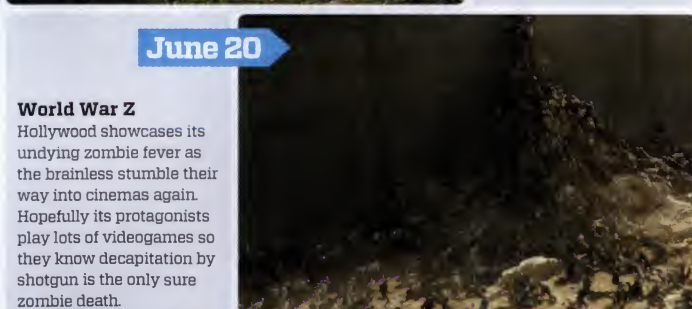 June 20
World War Z
Hollywood showcases its
undying zombie fever as
the brainless stumble their
way into cinemas again.
Hopefully its protagonists
play lots of videogames so
they know decapitation by
shotgun is the only sure
zombie death.